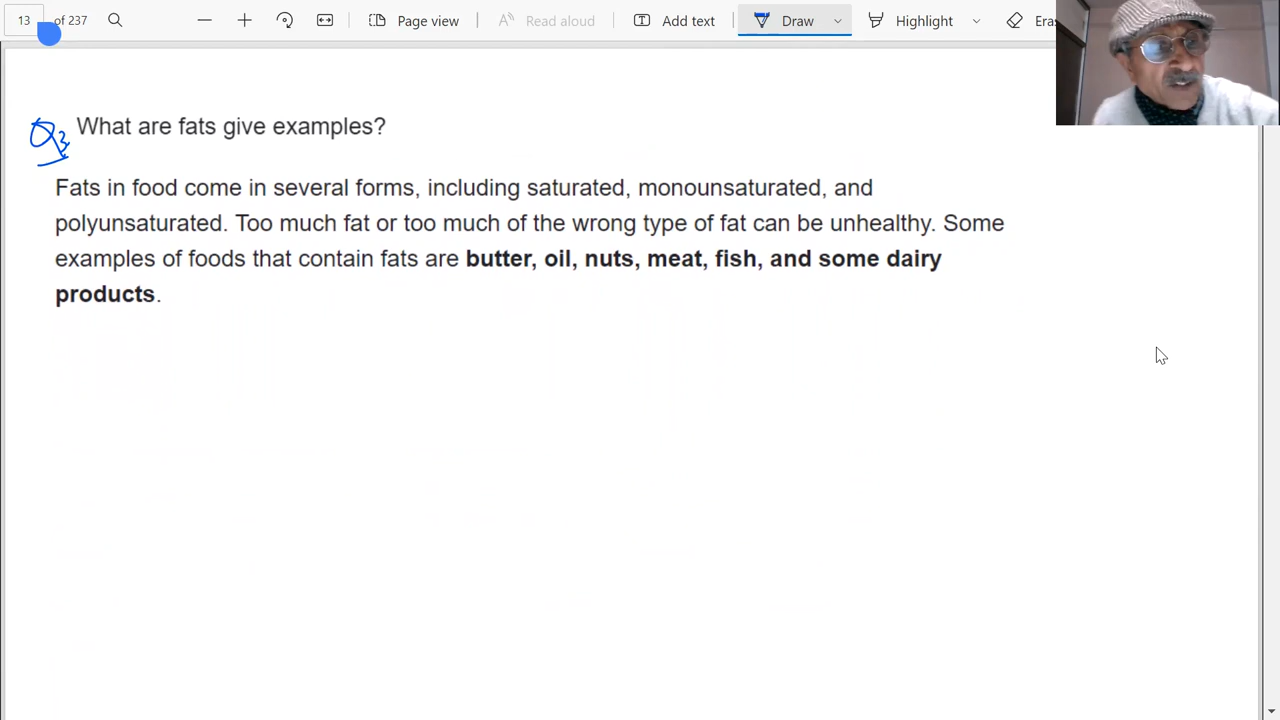 13 of 237 Page view Read aloud Add text Draw Highlight Eras
Q3 What are fats give examples?
Fats in food come in several forms, including saturated, monounsaturated, and
polyunsaturated. Too much fat or too much of the wrong type of fat can be unhealthy. Some
examples of foods that contain fats are butter, oil, nuts, meat, fish, and some dairy
products.